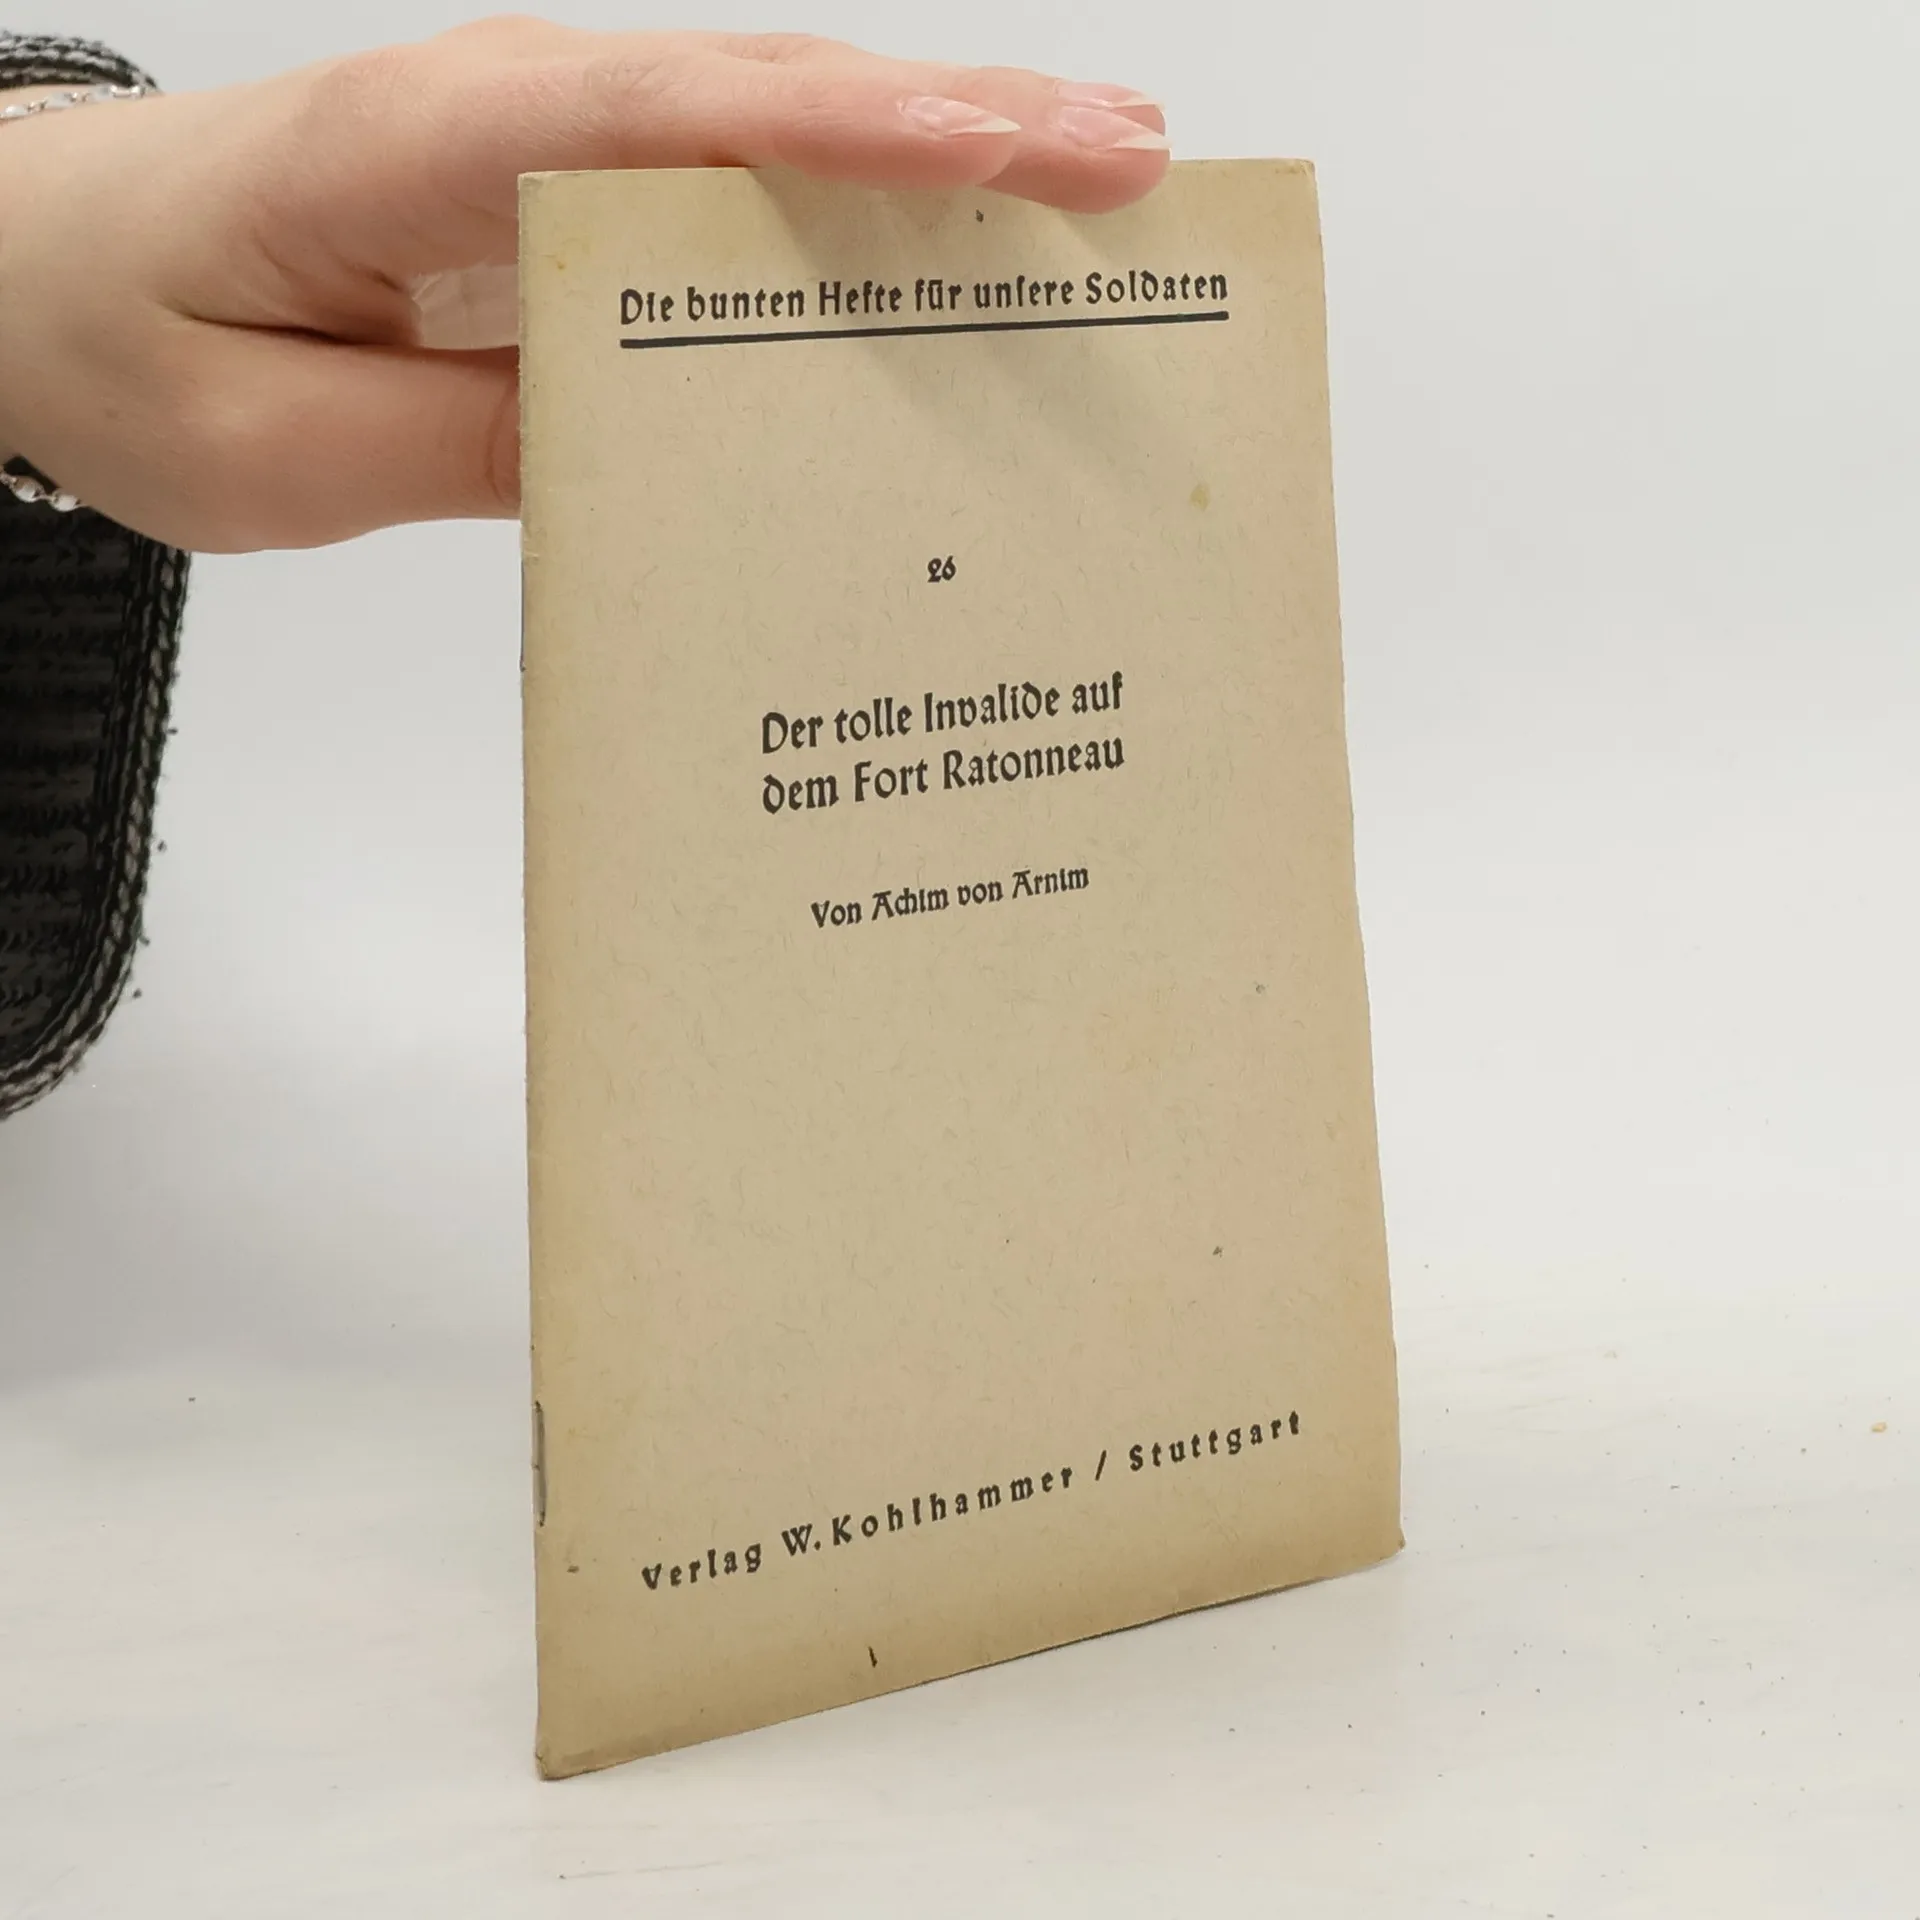 Die bunten Hefte für unſere Soldaten
26
Der tolle Invalide auf
dem Fort Ratonneau
Von Achim von Arnim
Verlag W. Kohlhammer / Stuttgart